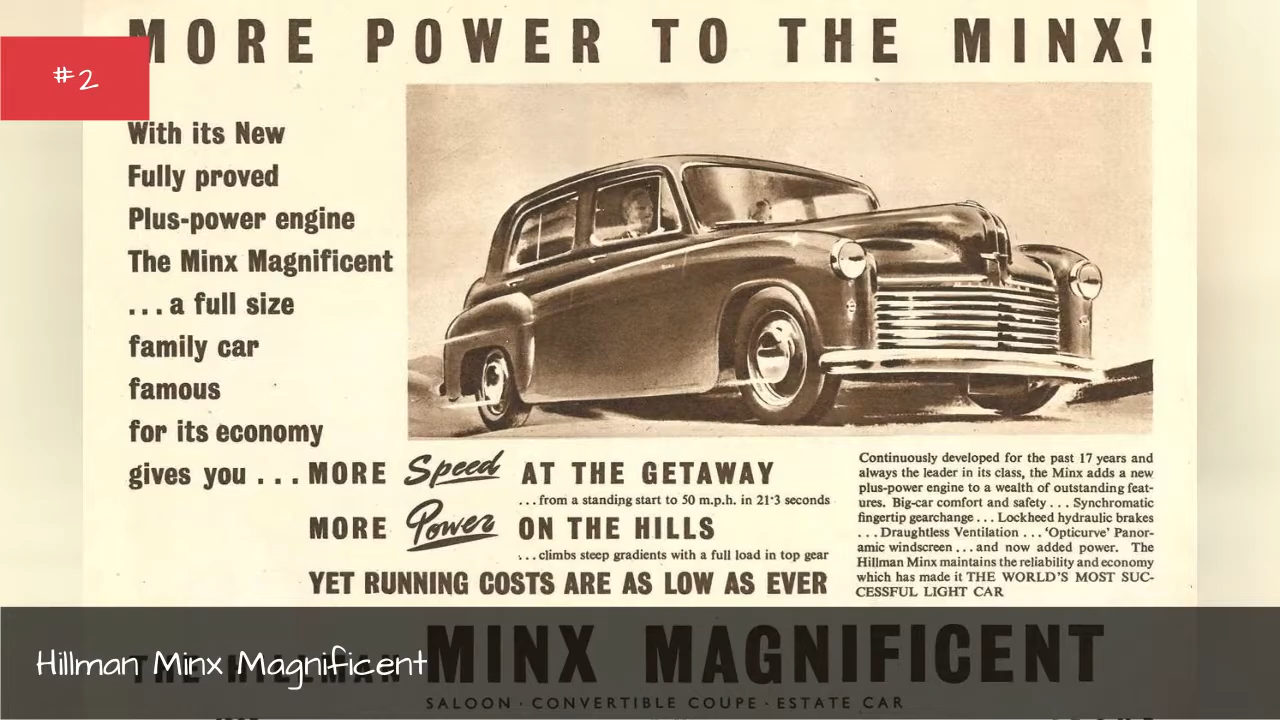 MORE POWER TO THE MINX!
#2
With its New
Fully proved
Plus-power engine
The Minx Magnificent
...a full size
family car
famous
for its economy
gives you ... MORE Speed AT THE GETAWAY
...from a standing start to 50 m.p.h. in 21·3 seconds
MORE Power ON THE HILLS
...climbs steep gradients with a full load in top gear
YET RUNNING COSTS ARE AS LOW AS EVER
Continuously developed for the past 17 years and
always the leader in its class, the Minx adds a new
plus-power engine to a wealth of outstanding feat-
ures. Big-car comfort and safety ... Synchromatic
fingertip gearchange ... Lockheed hydraulic brakes
... Draughtless Ventilation ... 'Opticurve' Panor-
amic windscreen ... and now added power. The
Hillman Minx maintains the reliability and economy
which has made it THE WORLD'S MOST SUC-
CESSFUL LIGHT CAR
THE HILLMAN MINX MAGNIFICENT
Hillman Minx Magnificent
SALOON · CONVERTIBLE COUPE · ESTATE CAR